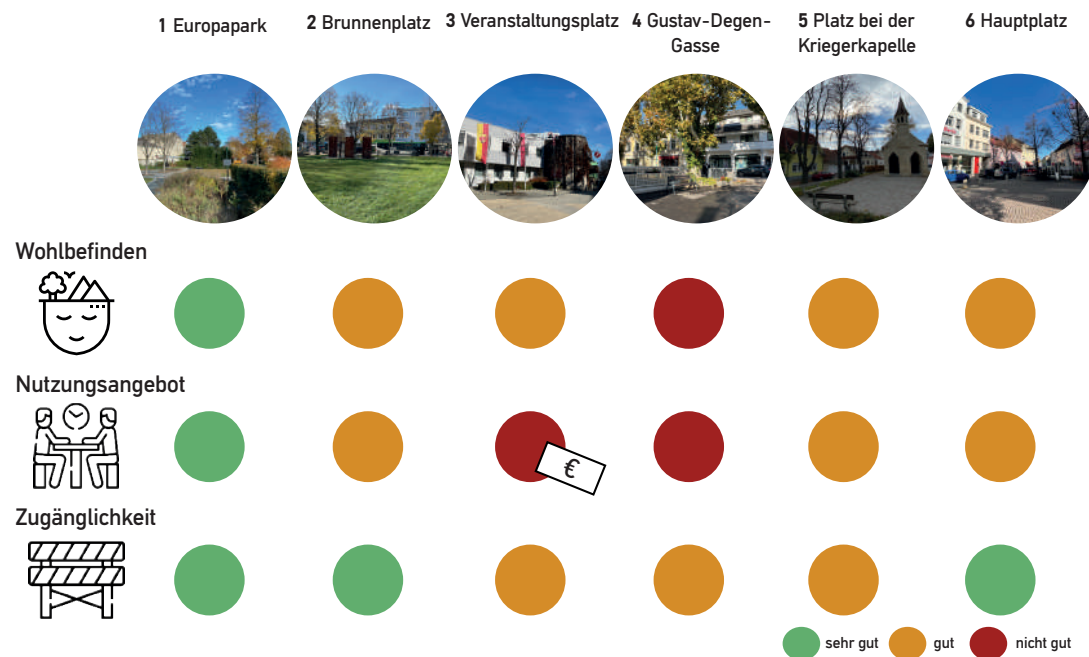 1 Europapark
2 Brunnenplatz
3 Veranstaltungsplatz
4 Gustav-Degen-
Gasse
5 Platz bei der
Kriegerkapelle
6 Hauptplatz
Wohlbefinden
Nutzungsangebot
€
Zugänglichkeit
sehr gut
gut
nicht gut